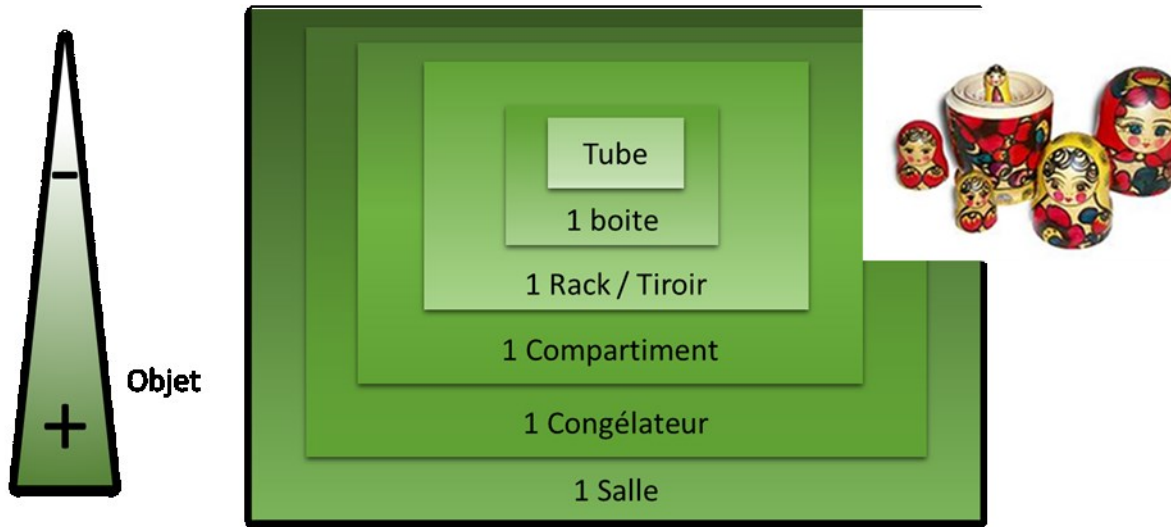 Tube
1 boite
1 Rack / Tiroir
1 Compartiment
1 Congélateur
1 Salle
−
+
Objet